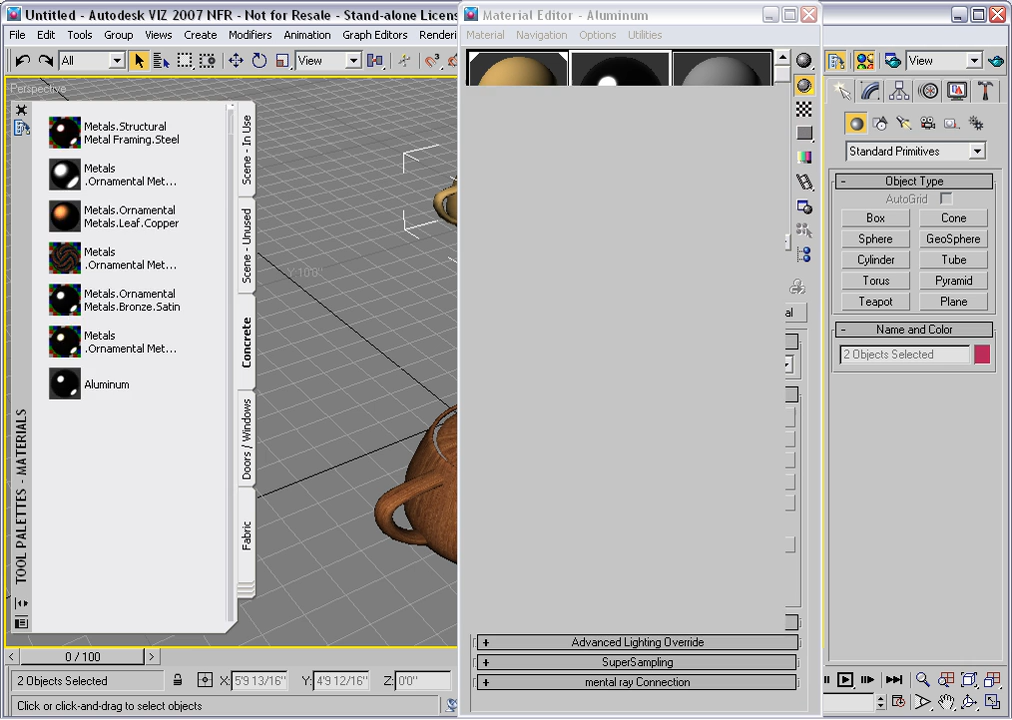 Untitled - Autodesk VIZ 2007 NFR - Not for Resale - Stand-alone Licens
Material Editor - Aluminum
File Edit Tools Group Views Create Modifiers Animation Graph Editors Renderi
Material Navigation Options Utilities
All
View
View
Perspective
Metals.Structural
Metal Framing.Steel
Metals
.Ornamental Met...
Metals.Ornamental
Metals.Leaf.Copper
Metals
.Ornamental Met...
Metals.Ornamental
Metals.Bronze.Satin
Metals
.Ornamental Met...
Aluminum
TOOL PALETTES - MATERIALS
Scene - In Use
Scene - Unused
Concrete
Doors / Windows
Fabric
Y 10'0"
al
Standard Primitives
- Object Type
AutoGrid
Box Cone
Sphere GeoSphere
Cylinder Tube
Torus Pyramid
Teapot Plane
- Name and Color
2 Objects Selected
+ Advanced Lighting Override
+ SuperSampling
+ mental ray Connection
< 0 / 100 >
2 Objects Selected X: 5'9 13/16" Y: 4'9 12/16" Z: 0'0"
Click or click-and-drag to select objects